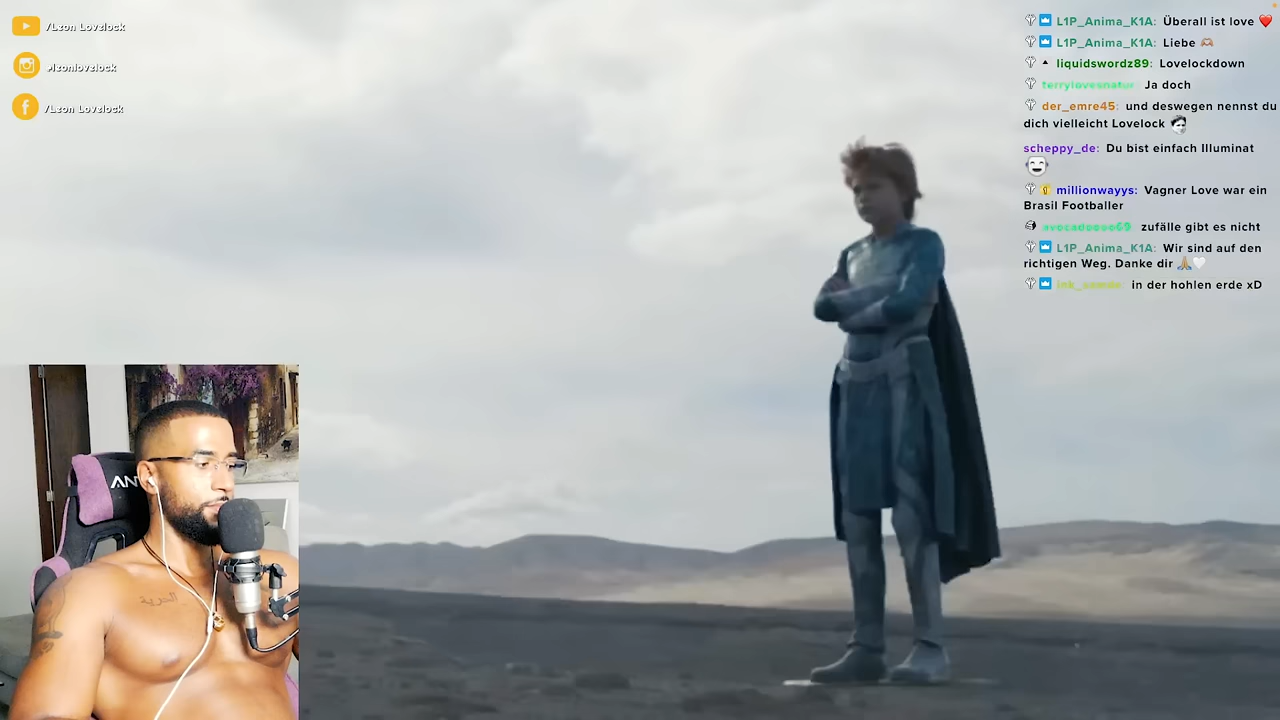 /Leon Lovelock
/Leon Lovelock
L1P_Anima_K1A: Überall ist love ❤️
L1P_Anima_K1A: Liebe 🫶🏼
liquidswordz89: Lovelockdown
terrylovesnatur Ja doch
der_emre45: und deswegen nennst du
dich vielleicht Lovelock
scheppy_de: Du bist einfach Illuminat
millionwayys: Vagner Love war ein
Brasil Footballer
zufälle gibt es nicht
L1P_Anima_K1A: Wir sind auf den
richtigen Weg. Danke dir 🙏🏼🤍
in der hohlen erde xD
AN